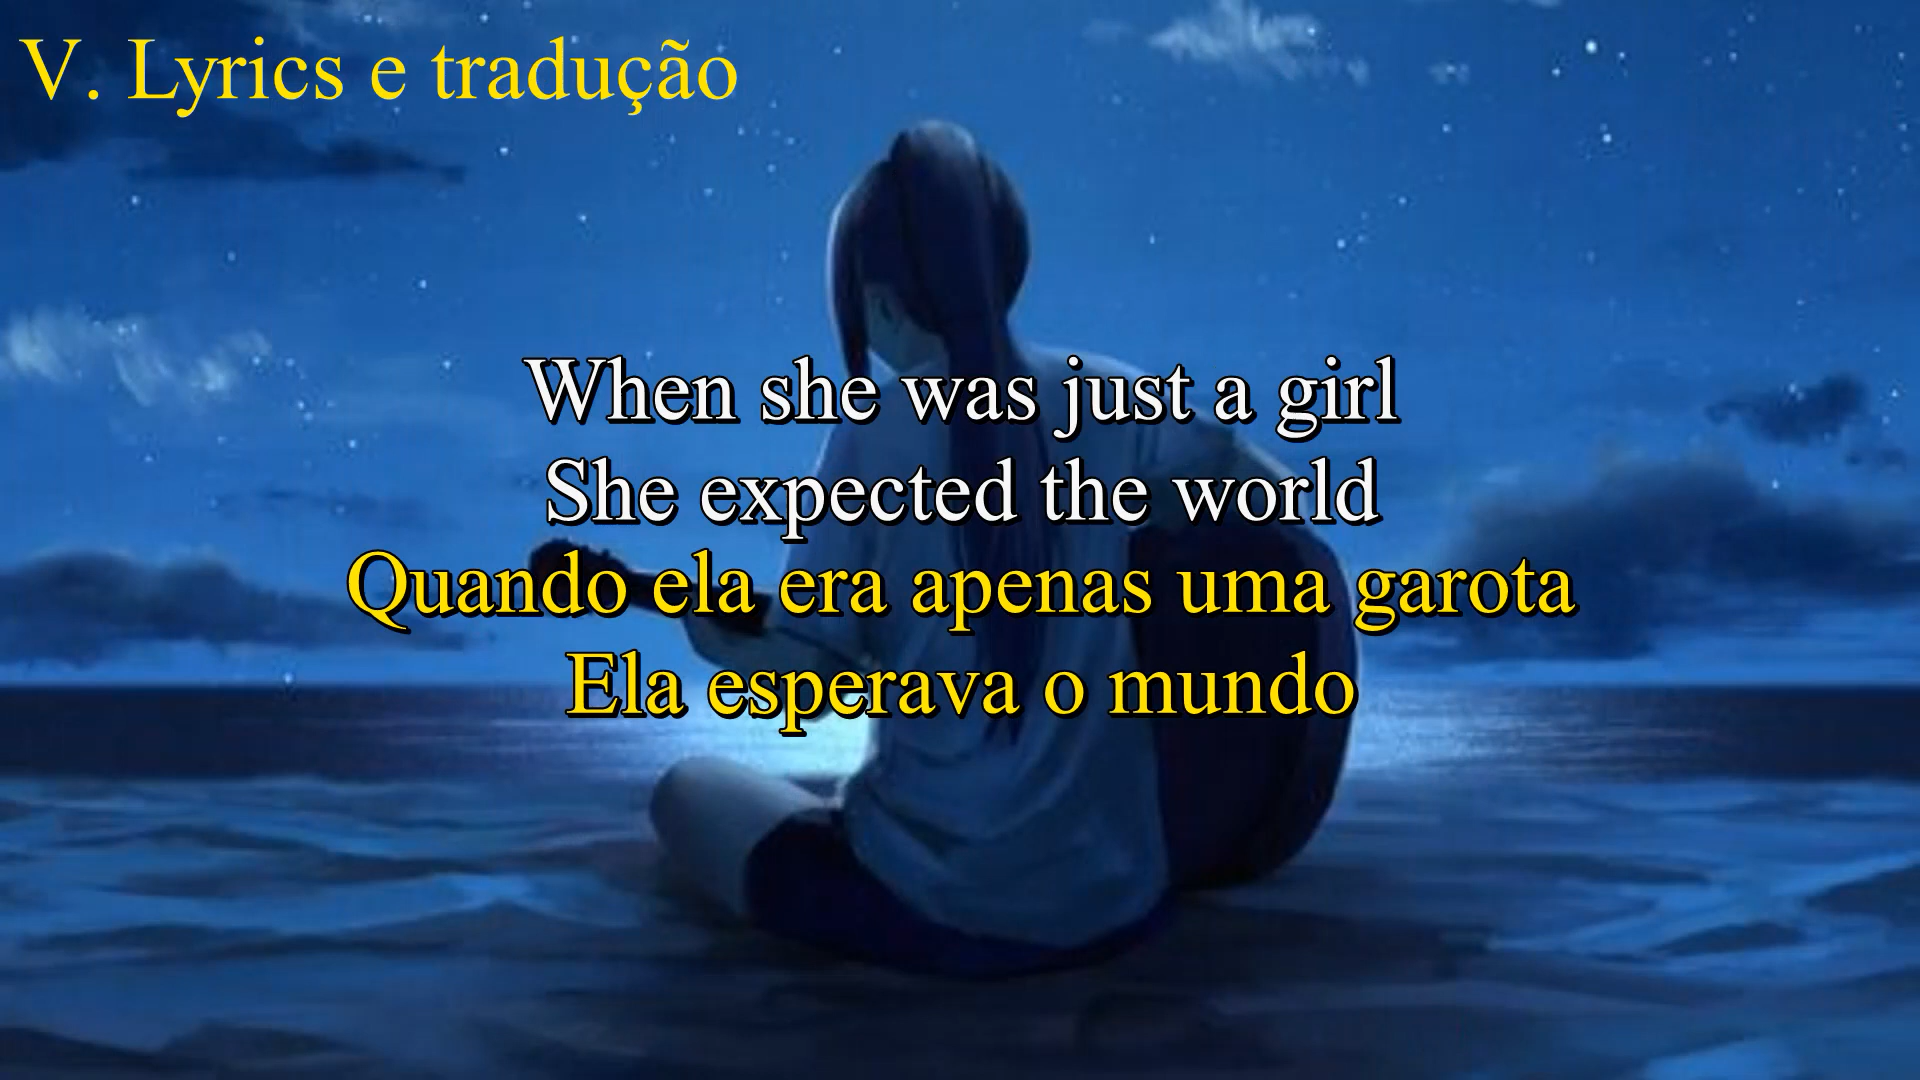 V. Lyrics e tradução
When she was just a girl
She expected the world
Quando ela era apenas uma garota
Ela esperava o mundo